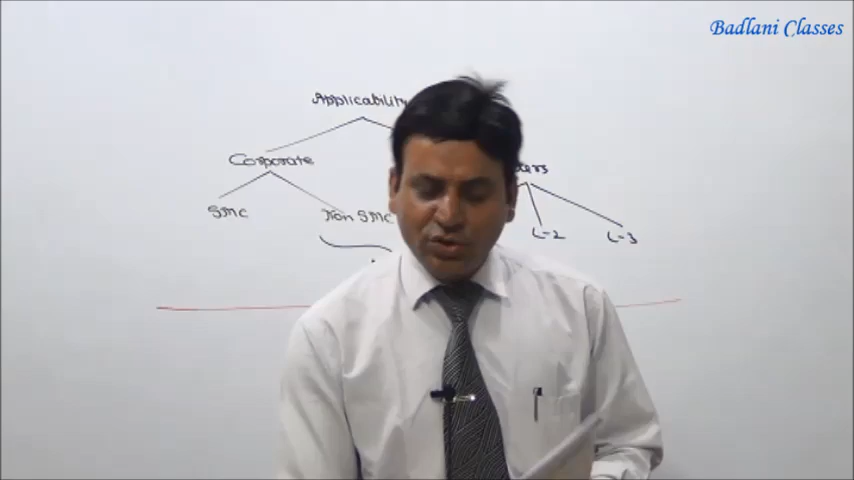 Badlani Classes
Applicability
Corporate
SMC
Non SMC
L-2
L-3